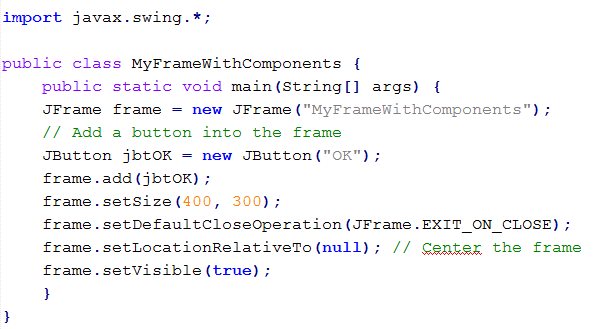 import javax.swing.*;
public class MyFrameWithComponents {
public static void main(String[] args) {
JFrame frame = new JFrame("MyFrameWithComponents");
// Add a button into the frame
JButton jbtOK = new JButton("OK");
frame.add(jbtOK);
frame.setSize(400, 300);
frame.setDefaultCloseOperation(JFrame.EXIT_ON_CLOSE);
frame.setLocationRelativeTo(null); // Center the frame
frame.setVisible(true);
}
}